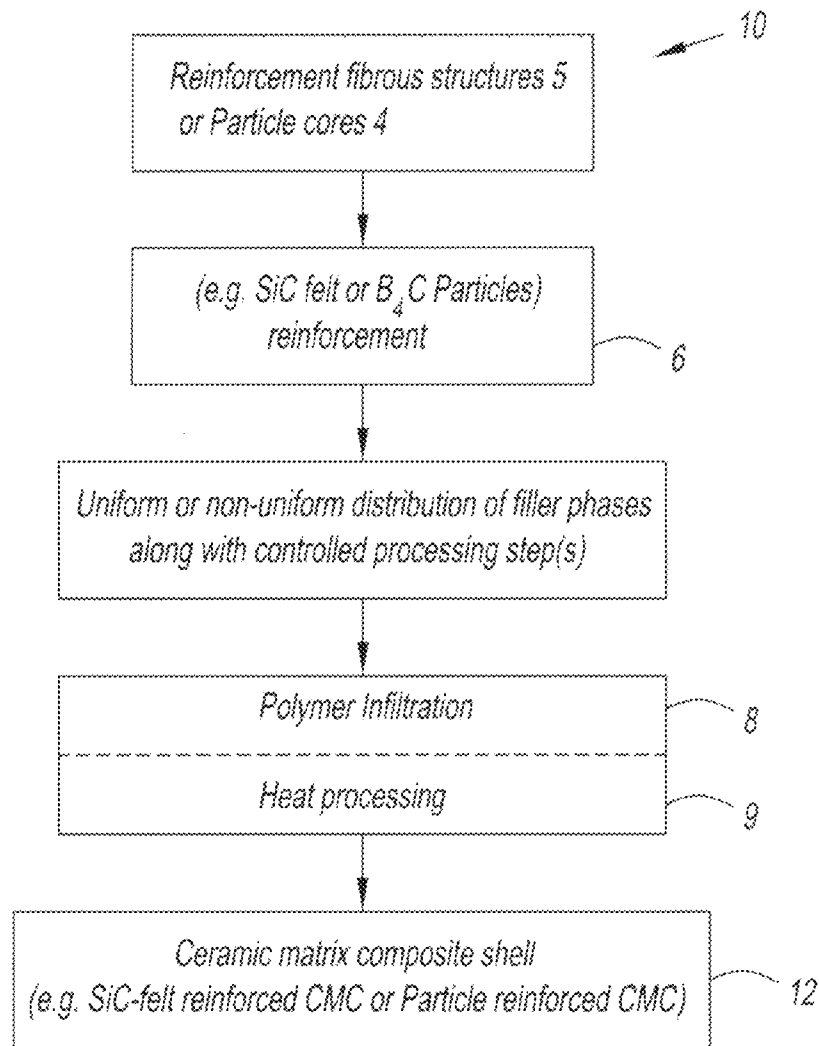 10
Reinforcement fibrous structures 5
or Particle cores 4
(e.g. SiC felt or B₄C Particles)
reinforcement
6
Uniform or non-uniform distribution of filler phases
along with controlled processing step(s)
Polymer Infiltration
8
Heat processing
9
Ceramic matrix composite shell
(e.g. SiC-felt reinforced CMC or Particle reinforced CMC)
12